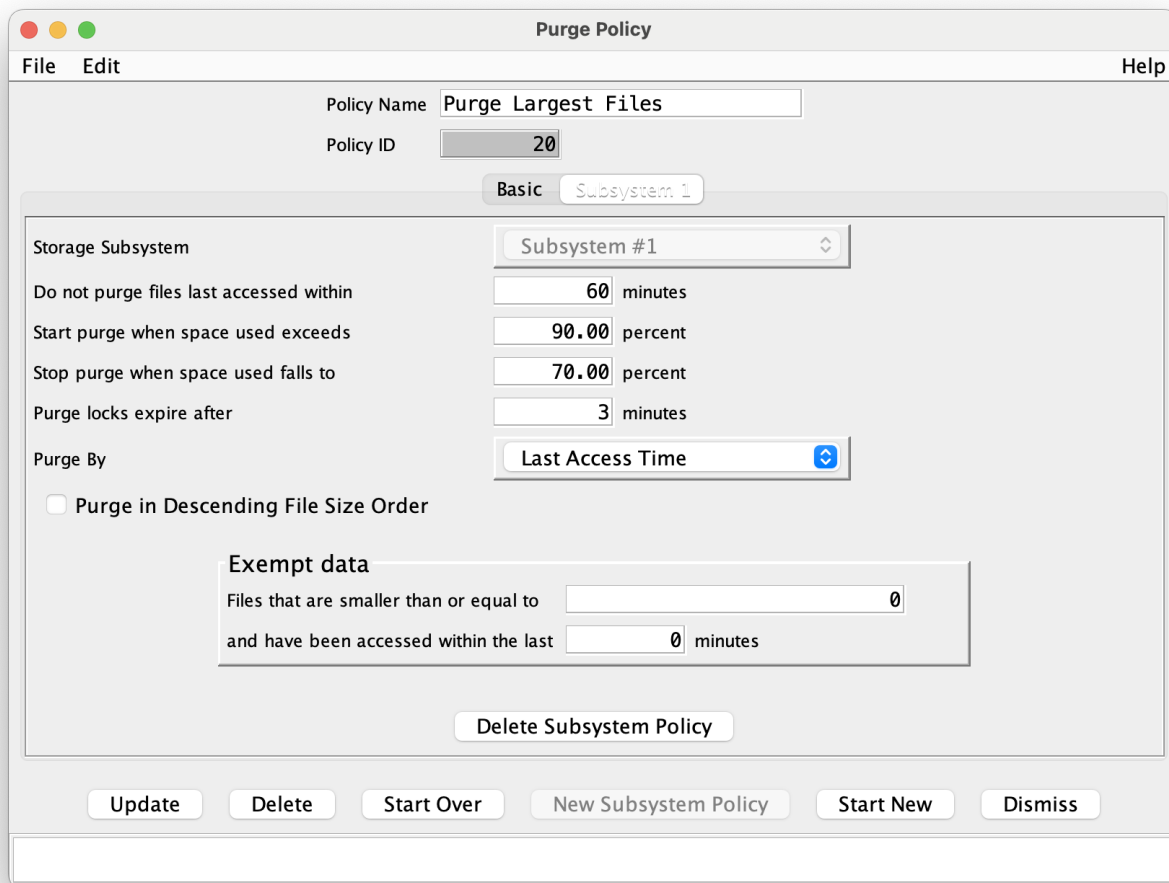 Purge Policy
File Edit Help
Policy Name Purge Largest Files
Policy ID 20
Basic Subsystem 1
Storage Subsystem Subsystem #1
Do not purge files last accessed within 60 minutes
Start purge when space used exceeds 90.00 percent
Stop purge when space used falls to 70.00 percent
Purge locks expire after 3 minutes
Purge By Last Access Time
Purge in Descending File Size Order
Exempt data
Files that are smaller than or equal to 0
and have been accessed within the last 0 minutes
Delete Subsystem Policy
Update Delete Start Over New Subsystem Policy Start New Dismiss